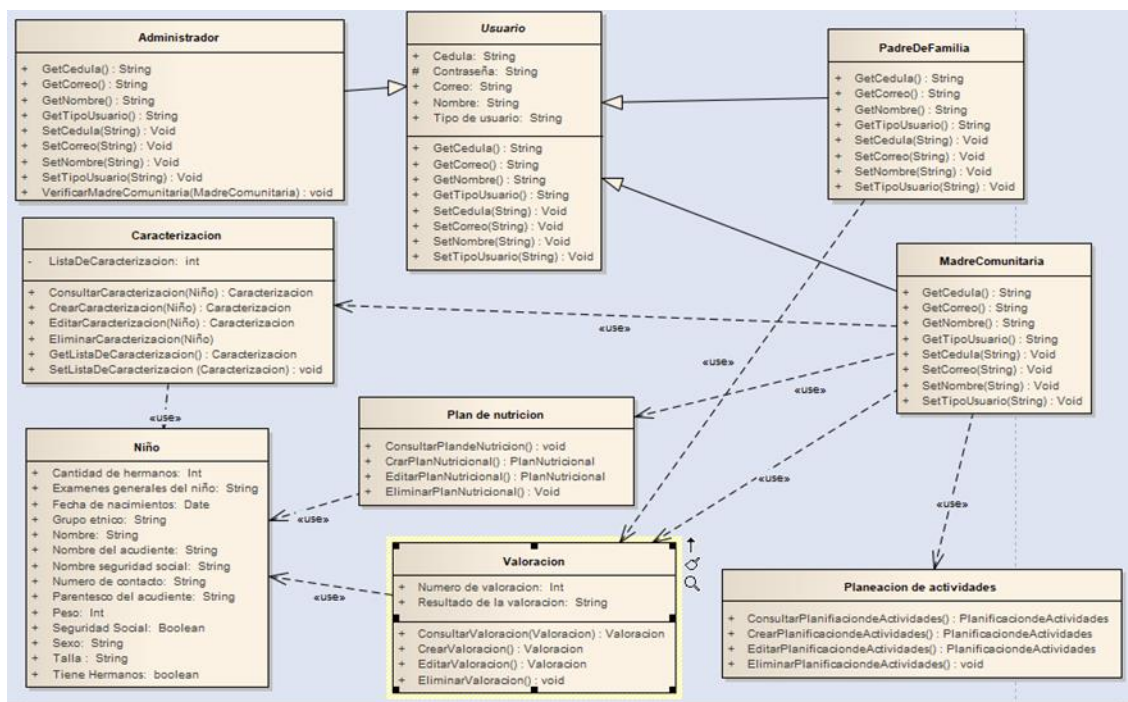 Administrador
+ GetCedula() : String
+ GetCorreo() : String
+ GetNombre() : String
+ GetTipoUsuario() : String
+ SetCedula(String) : Void
+ SetCorreo(String) : Void
+ SetNombre(String) : Void
+ SetTipoUsuario(String) : Void
+ VerificarMadreComunitaria(MadreComunitaria) : void
Usuario
+ Cedula: String
# Contraseña: String
+ Correo: String
+ Nombre: String
+ Tipo de usuario: String
+ GetCedula() : String
+ GetCorreo() : String
+ GetNombre() : String
+ GetTipoUsuario() : String
+ SetCedula(String) : Void
+ SetCorreo(String) : Void
+ SetNombre(String) : Void
+ SetTipoUsuario(String) : Void
PadreDeFamilia
+ GetCedula() : String
+ GetCorreo() : String
+ GetNombre() : String
+ GetTipoUsuario() : String
+ SetCedula(String) : Void
+ SetCorreo(String) : Void
+ SetNombre(String) : Void
+ SetTipoUsuario(String) : Void
Caracterizacion
- ListaDeCaracterizacion: int
+ ConsultarCaracterizacion(Niño) : Caracterizacion
+ CrearCaracterizacion(Niño) : Caracterizacion
+ EditarCaracterizacion(Niño) : Caracterizacion
+ EliminarCaracterizacion(Niño)
+ GetListaDeCaracterizacion() : Caracterizacion
+ SetListaDeCaracterizacion (Caracterizacion) : void
MadreComunitaria
+ GetCedula() : String
+ GetCorreo() : String
+ GetNombre() : String
+ GetTipoUsuario() : String
+ SetCedula(String) : Void
+ SetCorreo(String) : Void
+ SetNombre(String) : Void
+ SetTipoUsuario(String) : Void
«use»
«use»
«use»
«use»
Plan de nutricion
+ ConsultarPlandeNutricion() : void
+ CrarPlanNutricional() : PlanNutricional
+ EditarPlanNutricional() : PlanNutricional
+ EliminarPlanNutricional() : Void
Niño
+ Cantidad de hermanos: Int
+ Examenes generales del niño: String
+ Fecha de nacimientos: Date
+ Grupo etnico: String
+ Nombre: String
+ Nombre del acudiente: String
+ Nombre seguridad social: String
+ Numero de contacto: String
+ Parentesco del acudiente: String
+ Peso: Int
+ Seguridad Social: Boolean
+ Sexo: String
+ Talla : String
+ Tiene Hermanos: boolean
«use»
«use»
«use»
«use»
Valoracion
+ Numero de valoracion: Int
+ Resultado de la valoracion: String
+ ConsultarValoracion(Valoracion) : Valoracion
+ CrearValoracion() : Valoracion
+ EditarValoracion() : Valoracion
+ EliminarValoracion() : void
Planeacion de actividades
+ ConsultarPlanifiaciondeActividades() : PlanificaciondeActividades
+ CrearPlanificaciondeActividades() : PlanificaciondeActividades
+ EditarPlanificaciondeActividades() : PlanificaciondeActividades
+ EliminarPlanificaciondeActividades() : void